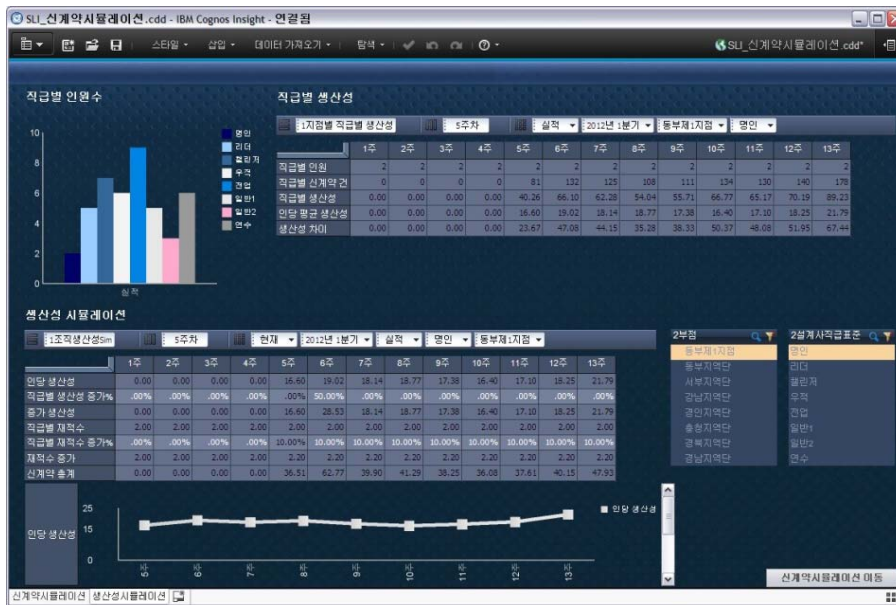 SLI_신계약시뮬레이션.cdd - IBM Cognos Insight - 연결됨
스타일 삽입 데이터 가져오기 탐색 SLI_신계약시뮬레이션.cdd*
직급별 인원수
10
8
6
4
2
0
실적
명인
리더
챌린저
우적
전업
일반1
일반2
연수
직급별 생산성
1지점별 직급별 생산성 5주차 실적 2012년 1분기 동부제1지점 명인
1주 2주 3주 4주 5주 6주 7주 8주 9주 10주 11주 12주 13주
직급별 인원 2 2 2 2 2 2 2 2 2 2 2 2 2
직급별 신계약 건 0 0 0 0 81 132 125 108 111 134 130 140 178
직급별 생산성 0.00 0.00 0.00 0.00 40.26 66.10 62.28 54.04 55.71 66.77 65.17 70.19 89.23
인당 평균 생산성 0.00 0.00 0.00 0.00 16.60 19.02 18.14 18.77 17.38 16.40 17.10 18.25 21.79
생산성 차이 0.00 0.00 0.00 0.00 23.67 47.08 44.15 35.28 38.33 50.37 48.08 51.95 67.44
생산성 시뮬레이션
1조직생산성Sim 5주차 현재 2012년 1분기 실적 명인 동부제1지점
1주 2주 3주 4주 5주 6주 7주 8주 9주 10주 11주 12주 13주
인당 생산성 0.00 0.00 0.00 0.00 16.60 19.02 18.14 18.77 17.38 16.40 17.10 18.25 21.79
직급별 생산성 증가% .00% .00% .00% .00% .00% 50.00% .00% .00% .00% .00% .00% .00% .00%
증가 생산성 0.00 0.00 0.00 0.00 16.60 28.53 18.14 18.77 17.38 16.40 17.10 18.25 21.79
직급별 재적수 2.00 2.00 2.00 2.00 2.00 2.00 2.00 2.00 2.00 2.00 2.00 2.00 2.00
직급별 재적수 증가% .00% .00% .00% .00% 10.00% 10.00% 10.00% 10.00% 10.00% 10.00% 10.00% 10.00% 10.00%
재적수 증가 2.00 2.00 2.00 2.00 2.20 2.20 2.20 2.20 2.20 2.20 2.20 2.20 2.20
신계약 총계 0.00 0.00 0.00 0.00 36.51 62.77 39.90 41.29 38.25 36.08 37.61 40.15 47.93
2부점
동부제1지점
동부지역단
서부지역단
강남지역단
경인지역단
충청지역단
경북지역단
경남지역단
2설계사직급표준
명인
리더
챌린저
우적
전업
일반1
일반2
연수
인당 생산성
25
15
0
5주 6주 7주 8주 9주 10주 11주 12주 13주
인당 생산성
신계약시뮬레이션 이동
신계약시뮬레이션 생산성시뮬레이션